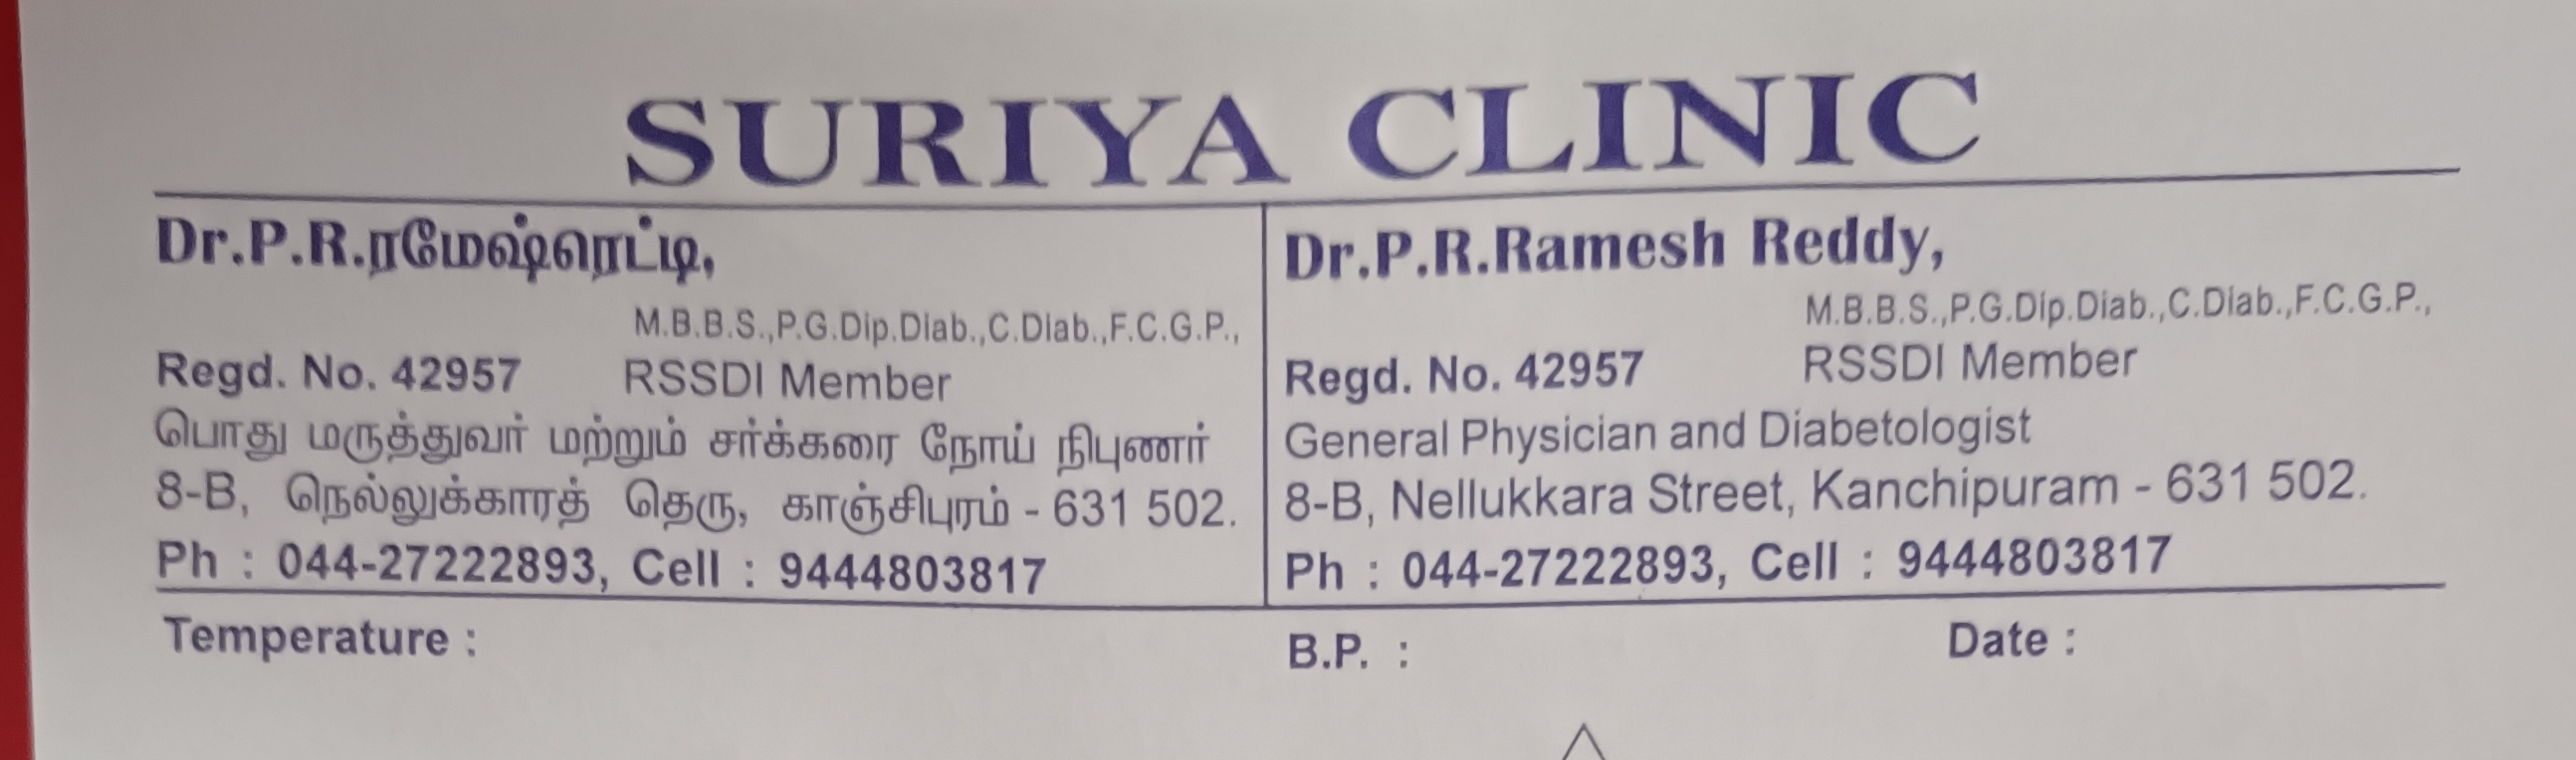 SURIYA CLINIC
Dr.P.R.ரமேஷ்ரெட்டி,
M.B.B.S.,P.G.Dip.Diab.,C.Diab.,F.C.G.P.,
Regd. No. 42957 RSSDI Member
பொது மருத்துவர் மற்றும் சர்க்கரை நோய் நிபுணர்
8-B, நெல்லுக்காரத் தெரு, காஞ்சிபுரம் - 631 502.
Ph : 044-27222893, Cell : 9444803817
Dr.P.R.Ramesh Reddy,
M.B.B.S.,P.G.Dip.Diab.,C.Diab.,F.C.G.P.,
Regd. No. 42957 RSSDI Member
General Physician and Diabetologist
8-B, Nellukkara Street, Kanchipuram - 631 502.
Ph : 044-27222893, Cell : 9444803817
Temperature : B.P. : Date :